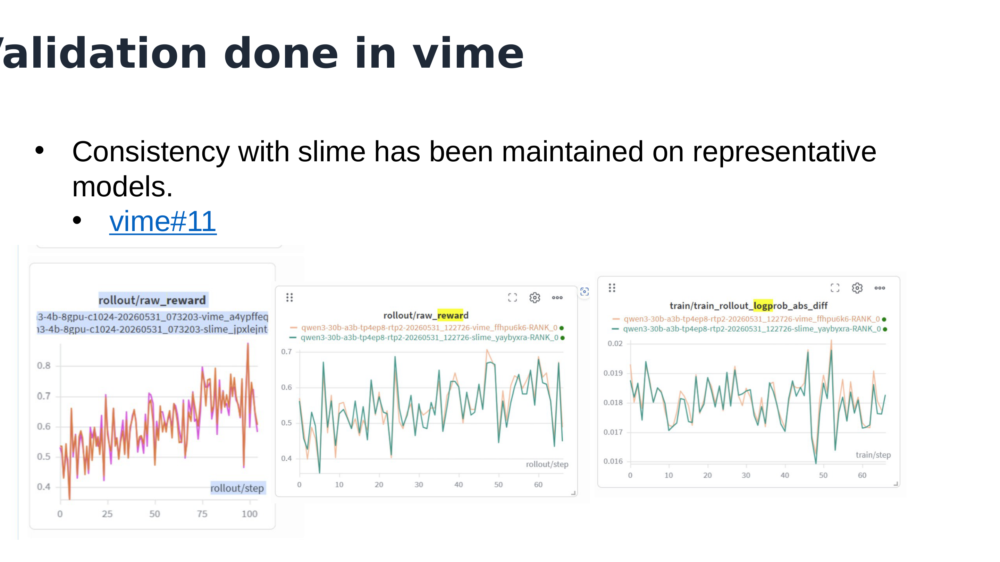 Validation done in vime
• Consistency with slime has been maintained on representative
models.
• vime#11
rollout/raw_reward
3-4b-8gpu-c1024-20260531_073203-vime_a4ypffeq
3-4b-8gpu-c1024-20260531_073203-slime_jpxlejnt-
0.8
0.7
0.6
0.5
0.4
rollout/step
0 25 50 75 100
rollout/raw_reward
qwen3-30b-a3b-tp4ep8-rtp2-20260531_122726-vime_ffhpu6k6-RANK_0
qwen3-30b-a3b-tp4ep8-rtp2-20260531_122726-slime_yaybyxra-RANK_0
0.7
0.6
0.5
0.4
rollout/step
0 10 20 30 40 50 60
train/train_rollout_logprob_abs_diff
qwen3-30b-a3b-tp4ep8-rtp2-20260531_122726-vime_ffhpu6k6-RANK_0
qwen3-30b-a3b-tp4ep8-rtp2-20260531_122726-slime_yaybyxra-RANK_0
0.02
0.019
0.018
0.017
0.016
train/step
0 10 20 30 40 50 60